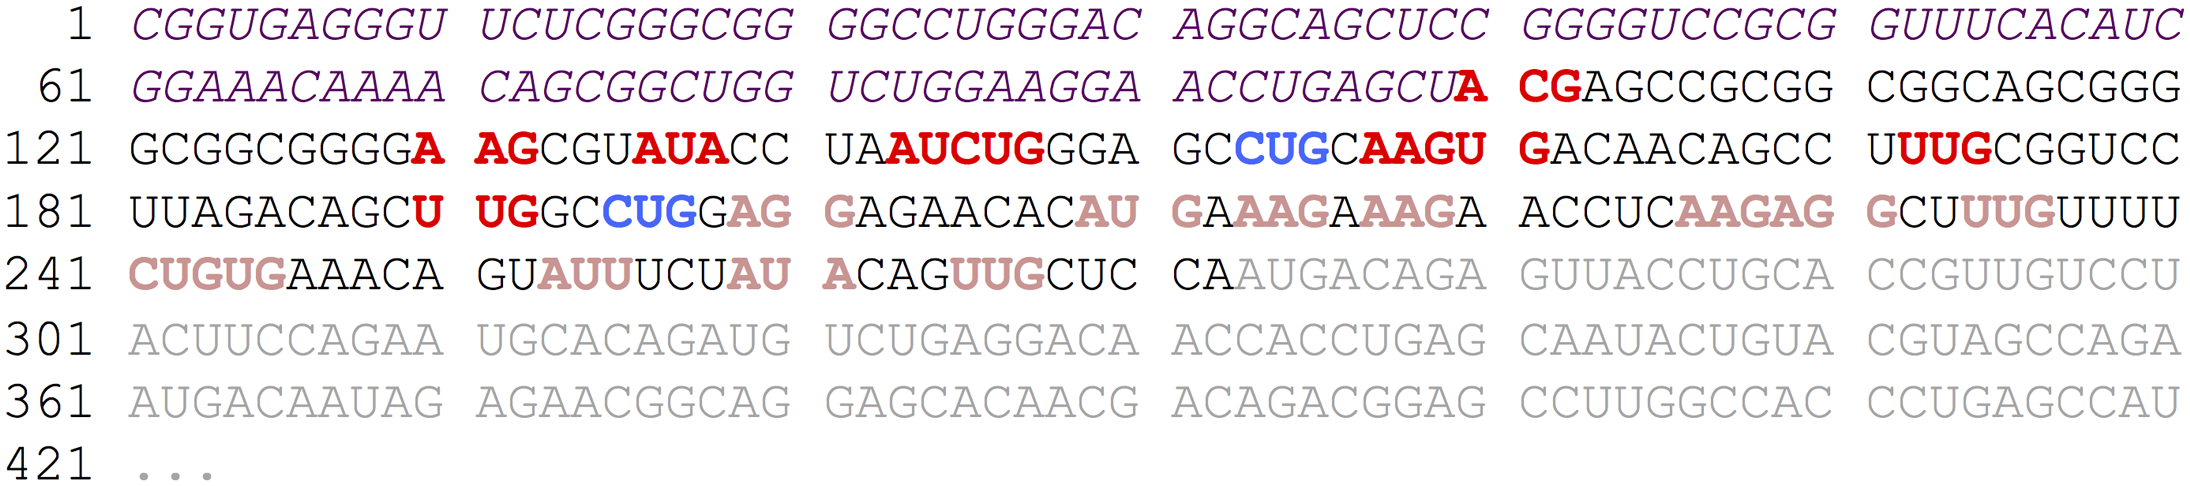 1 CGGUGAGGGU UCUCGGGCGG GGCCUGGGAC AGGCAGCUCC GGGGUCCGCG GUUUCACAUC
61 GGAAACAAAA CAGCGGCUGG UCUGGAAGGA ACCUGAGCUA CGAGCCGCGG CGGCAGCGGG
121 GCGGCGGGGA AGCGUAUACC UAAUCUGGGA GCCUGCAAGU GACAACAGCC UUUGCGGUCC
181 UUAGACAGCU UGGCCUGGAG GAGAACACAU GAAAGAAAGA ACCUCAAGAG GCUUUGUUUU
241 CUGUGAAACA GUAUUUCUAU ACAGUUGCUC CAAUGACAGA GUUACCUGCA CCGUUGUCCU
301 ACUUCCAGAA UGCACAGAUG UCUGAGGACA ACCACCUGAG CAAUACUGUA CGUAGCCAGA
361 AUGACAAUAG AGAACGGCAG GAGCACAACG ACAGACGGAG CCUUGGCCAC CCUGAGCCAU
421 ...